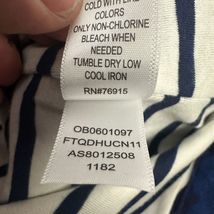 COLD WITH LIKE
COLORS
ONLY NON-CHLORINE
BLEACH WHEN
NEEDED
TUMBLE DRY LOW
COOL IRON
RN#76915
OB0601097
FTQDHUCN11
AS8012508
1182